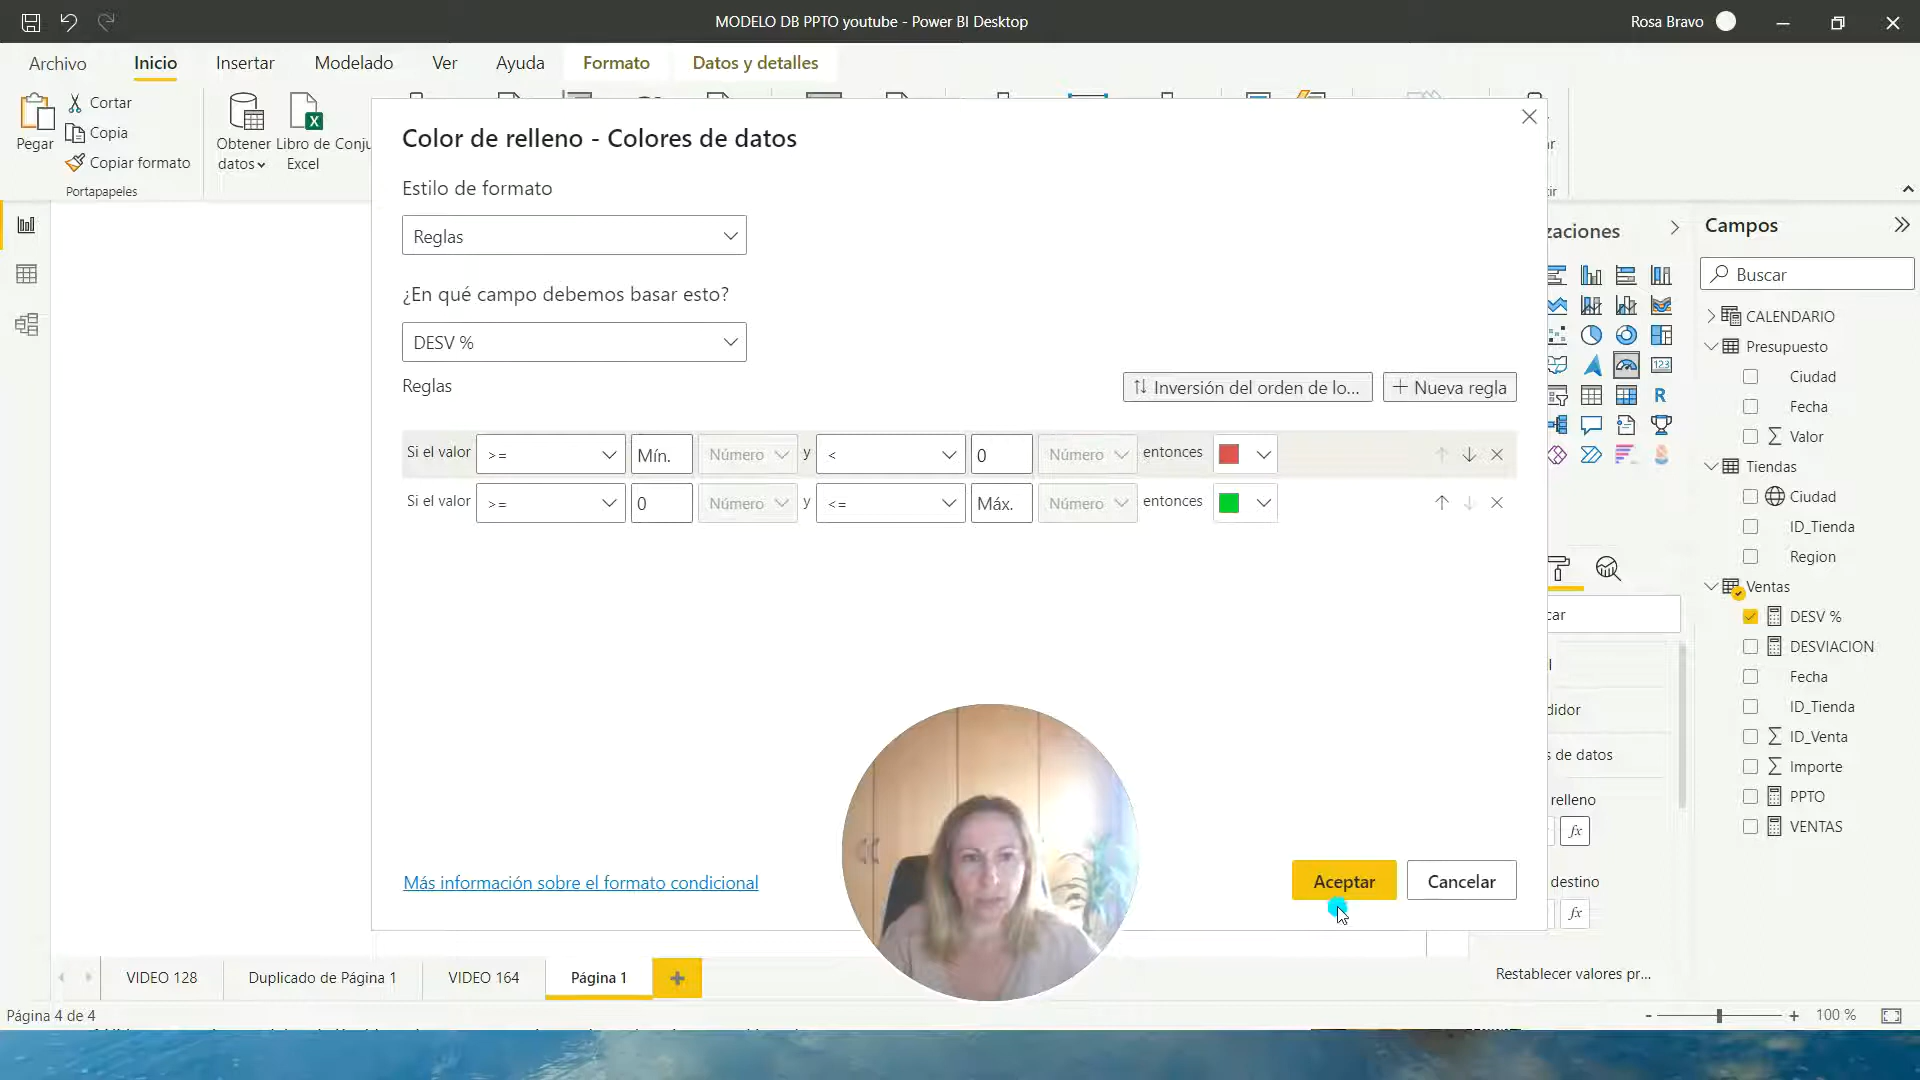 MODELO DB PPTO youtube - Power BI Desktop
Rosa Bravo
Archivo Inicio Insertar Modelado Ver Ayuda Formato Datos y detalles
Pegar
Cortar
Copia
Copiar formato
Portapapeles
Obtener datos
Libro de Excel
Conju
Color de relleno - Colores de datos
Estilo de formato
Reglas
¿En qué campo debemos basar esto?
DESV %
Reglas
Inversión del orden de lo...
Nueva regla
Si el valor >= Mín. Número y < 0 Número entonces
Si el valor >= 0 Número y <= Máx. Número entonces
Más información sobre el formato condicional
Aceptar
Cancelar
zaciones
123
R
car
didor
s de datos
relleno
fx
destino
fx
Restablecer valores pr...
Campos
Buscar
CALENDARIO
Presupuesto
Ciudad
Fecha
Valor
Tiendas
Ciudad
ID_Tienda
Region
Ventas
DESV %
DESVIACION
Fecha
ID_Tienda
ID_Venta
Importe
PPTO
VENTAS
VIDEO 128
Duplicado de Página 1
VIDEO 164
Página 1
Página 4 de 4
100 %